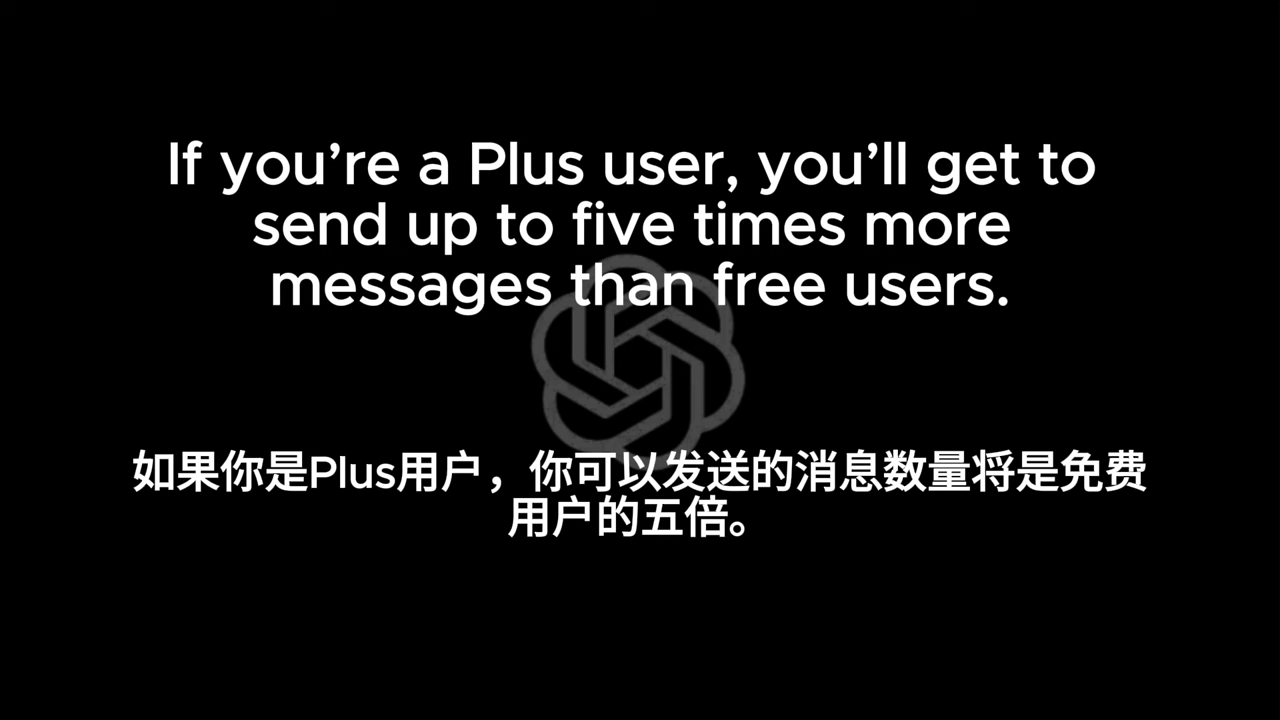 If you’re a Plus user, you’ll get to
send up to five times more
messages than free users.
如果你是Plus用户，你可以发送的消息数量将是免费
用户的五倍。